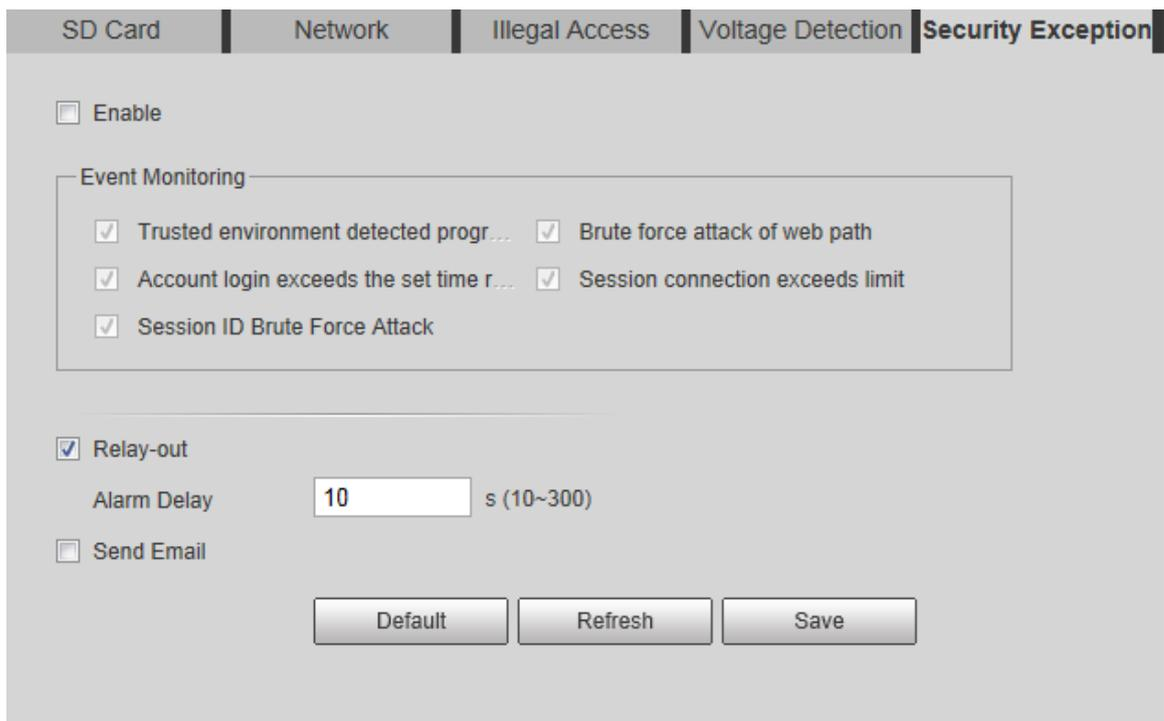 SD Card Network Illegal Access Voltage Detection Security Exception
Enable
Event Monitoring
Trusted environment detected progr... Brute force attack of web path
Account login exceeds the set time r... Session connection exceeds limit
Session ID Brute Force Attack
Relay-out
Alarm Delay 10 s (10~300)
Send Email
Default Refresh Save